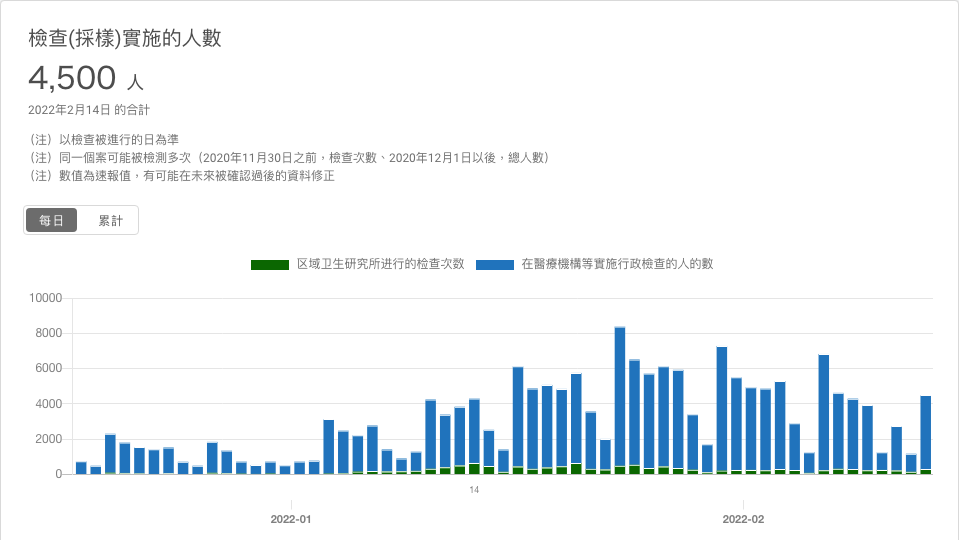 檢查(採樣)實施的人數
4,500 人
2022年2月14日 的合計
（注）以檢查被進行的日為準
（注）同一個案可能被檢測多次（2020年11月30日之前，檢查次數、2020年12月1日以後，總人數）
（注）數值為速報值，有可能在未來被確認過後的資料修正
每日 累計
区域卫生研究所进行的检查次数 在醫療機構等實施行政檢查的人的數
10000
8000
6000
4000
2000
0
14
2022-01 2022-02